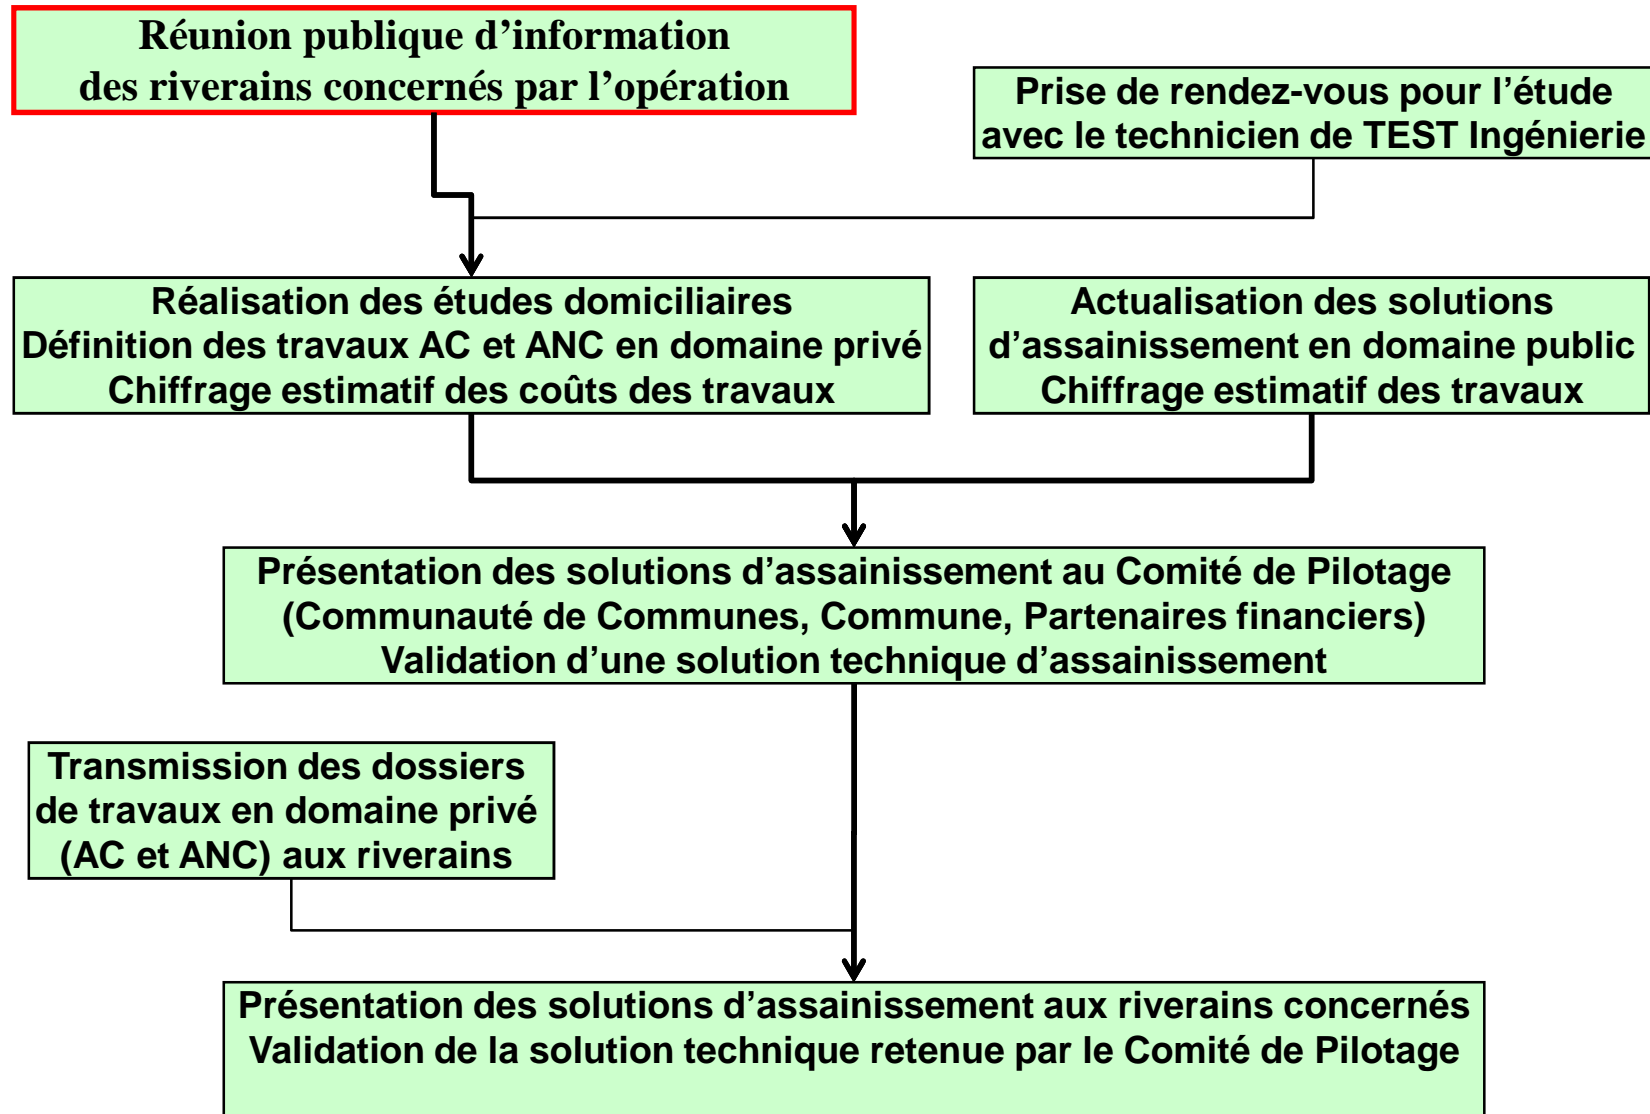 Réunion publique d’information
des riverains concernés par l’opération
Prise de rendez-vous pour l’étude
avec le technicien de TEST Ingénierie
Réalisation des études domiciliaires
Définition des travaux AC et ANC en domaine privé
Chiffrage estimatif des coûts des travaux
Actualisation des solutions
d’assainissement en domaine public
Chiffrage estimatif des travaux
Présentation des solutions d’assainissement au Comité de Pilotage
(Communauté de Communes, Commune, Partenaires financiers)
Validation d’une solution technique d’assainissement
Transmission des dossiers
de travaux en domaine privé
(AC et ANC) aux riverains
Présentation des solutions d’assainissement aux riverains concernés
Validation de la solution technique retenue par le Comité de Pilotage